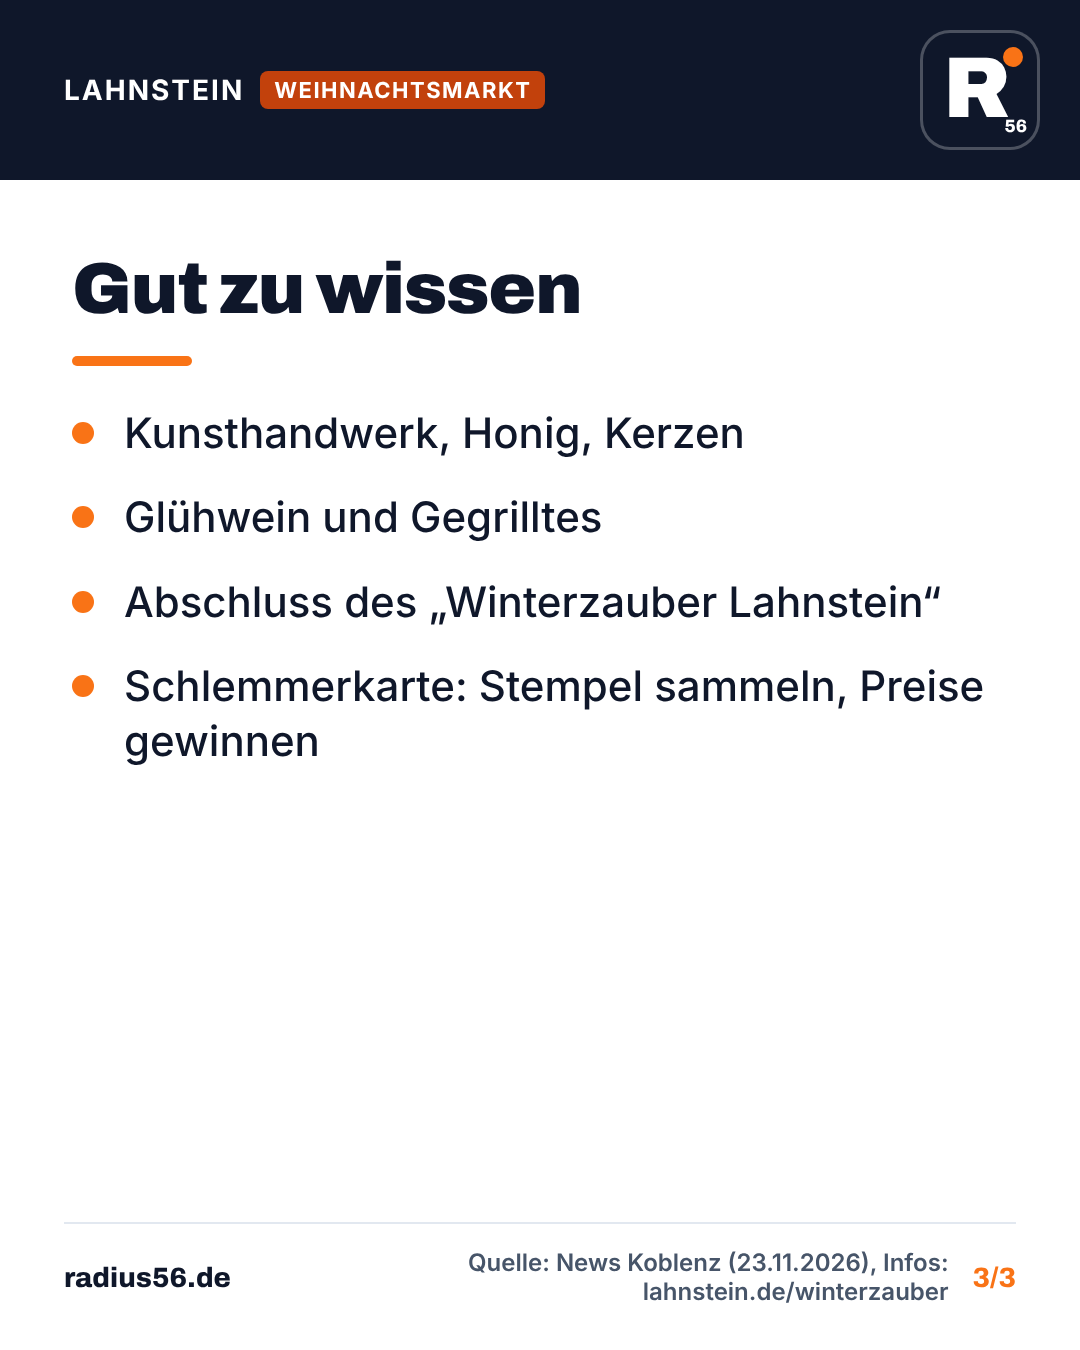 LAHNSTEIN WEIHNACHTSMARKT
R
56
Gut zu wissen
Kunsthandwerk, Honig, Kerzen
Glühwein und Gegrilltes
Abschluss des „Winterzauber Lahnstein“
Schlemmerkarte: Stempel sammeln, Preise
gewinnen
radius56.de
Quelle: News Koblenz (23.11.2026), Infos:
lahnstein.de/winterzauber
3/3